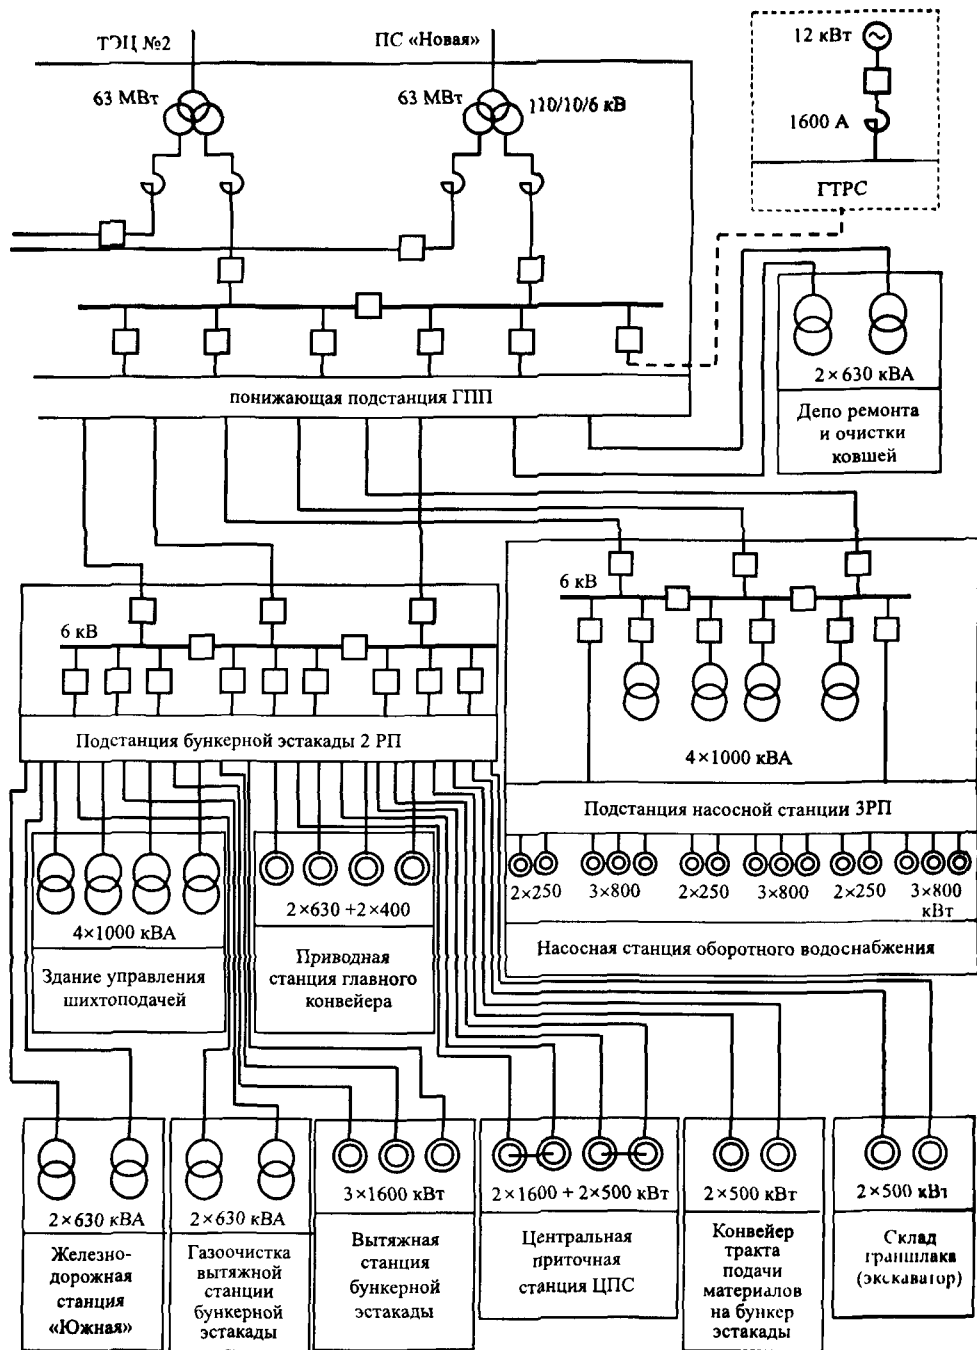 ТЭЦ №2
ПС «Новая»
12 кВт
63 МВт
63 МВт
110/10/6 кВ
1600 А
ГТРС
понижающая подстанция ГПП
2×630 кВА
Депо ремонта
и очистки
ковшей
6 кВ
4×1000 кВА
Подстанция насосной станции 3РП
2×250
3×800
2×250
3×800
2×250
3×800
кВт
Насосная станция оборотного водоснабжения
6 кВ
Подстанция бункерной эстакады 2 РП
4×1000 кВА
Здание управления
шихтоподачей
2×630 +2×400
Приводная
станция главного
конвейера
2×630 кВА
Железно-
дорожная
станция
«Южная»
2×630 кВА
Газоочистка
вытяжной
станции
бункерной
эстакады
3×1600 кВт
Вытяжная
станция
бункерной
эстакады
2×1600 + 2×500 кВт
Центральная
приточная
станция ЦПС
2×500 кВт
Конвейер
тракта
подачи
материалов
на бункер
эстакады
2×500 кВт
Склад
граншлака
(экскаватор)